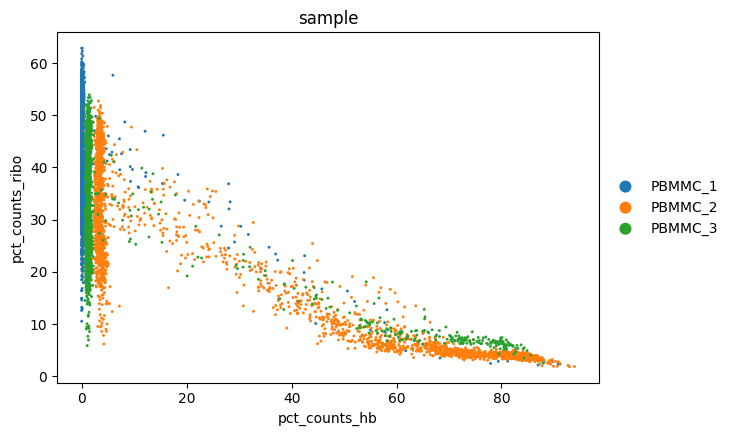 sample
pct_counts_ribo
60
50
40
30
20
10
0
0 20 40 60 80
pct_counts_hb
PBMMC_1
PBMMC_2
PBMMC_3